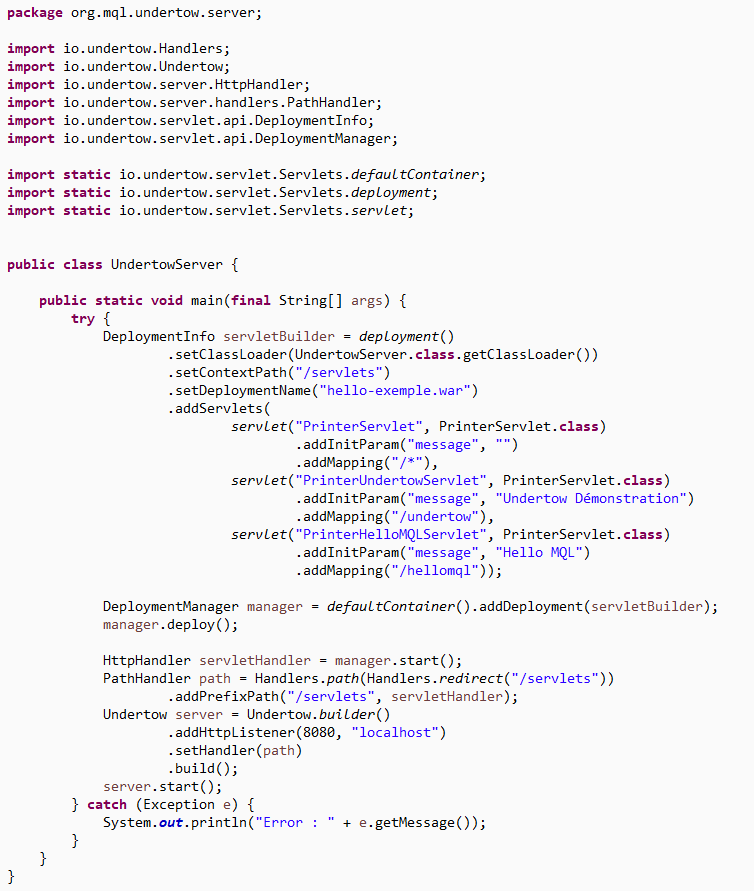 package org.mql.undertow.server;

import io.undertow.Handlers;
import io.undertow.Undertow;
import io.undertow.server.HttpHandler;
import io.undertow.server.handlers.PathHandler;
import io.undertow.servlet.api.DeploymentInfo;
import io.undertow.servlet.api.DeploymentManager;

import static io.undertow.servlet.Servlets.defaultContainer;
import static io.undertow.servlet.Servlets.deployment;
import static io.undertow.servlet.Servlets.servlet;


public class UndertowServer {

    public static void main(final String[] args) {
        try {
            DeploymentInfo servletBuilder = deployment()
                    .setClassLoader(UndertowServer.class.getClassLoader())
                    .setContextPath("/servlets")
                    .setDeploymentName("hello-exemple.war")
                    .addServlets(
                            servlet("PrinterServlet", PrinterServlet.class)
                                    .addInitParam("message", "")
                                    .addMapping("/*"),
                            servlet("PrinterUndertowServlet", PrinterServlet.class)
                                    .addInitParam("message", "Undertow Démonstration")
                                    .addMapping("/undertow"),
                            servlet("PrinterHelloMQLServlet", PrinterServlet.class)
                                    .addInitParam("message", "Hello MQL")
                                    .addMapping("/hellomql"));

            DeploymentManager manager = defaultContainer().addDeployment(servletBuilder);
            manager.deploy();

            HttpHandler servletHandler = manager.start();
            PathHandler path = Handlers.path(Handlers.redirect("/servlets"))
                    .addPrefixPath("/servlets", servletHandler);
            Undertow server = Undertow.builder()
                    .addHttpListener(8080, "localhost")
                    .setHandler(path)
                    .build();
            server.start();
        } catch (Exception e) {
            System.out.println("Error : " + e.getMessage());
        }
    }
}